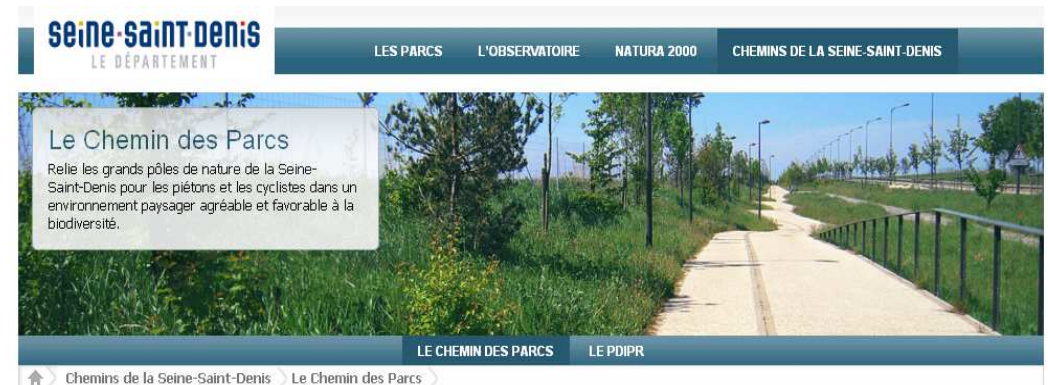 seine-saint-denis
LE DÉPARTEMENT
LES PARCS L'OBSERVATOIRE NATURA 2000 CHEMINS DE LA SEINE-SAINT-DENIS
Le Chemin des Parcs
Relie les grands pôles de nature de la Seine-
Saint-Denis pour les piétons et les cyclistes dans un
environnement paysager agréable et favorable à la
biodiversité.
LE CHEMIN DES PARCS LE PDIPR
Chemins de la Seine-Saint-Denis Le Chemin des Parcs